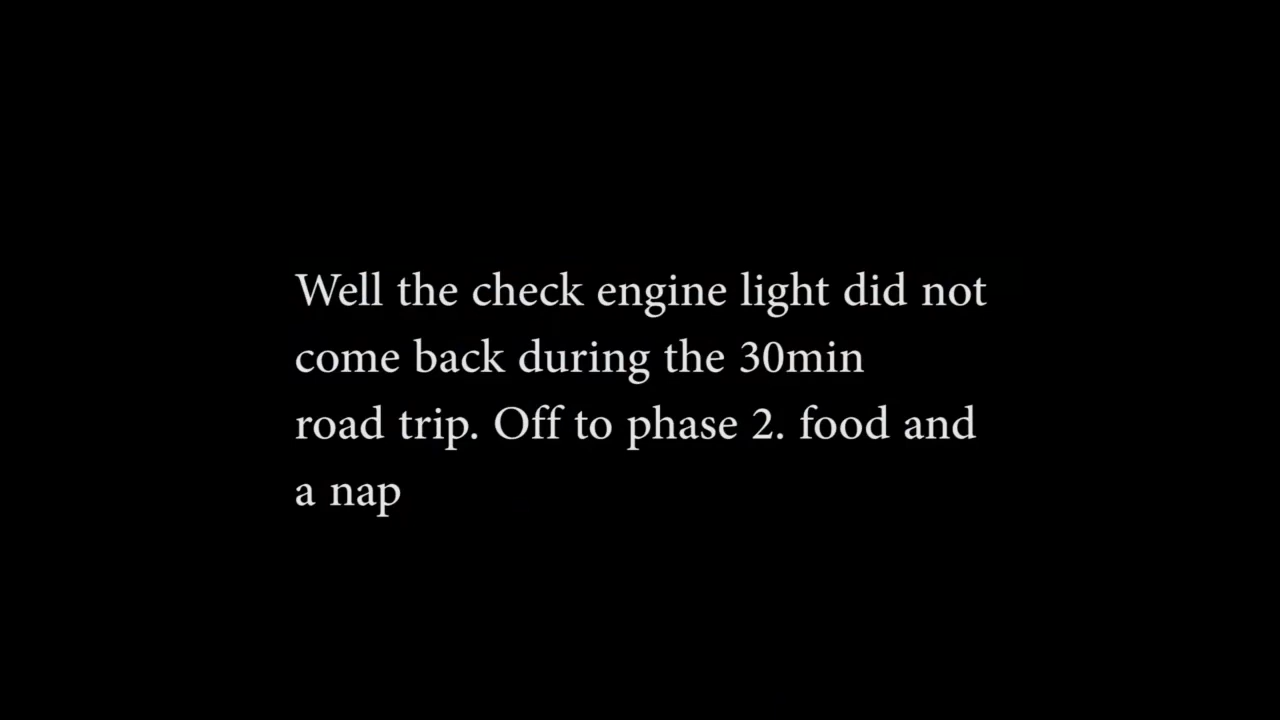 Well the check engine light did not
come back during the 30min
road trip. Off to phase 2. food and
a nap